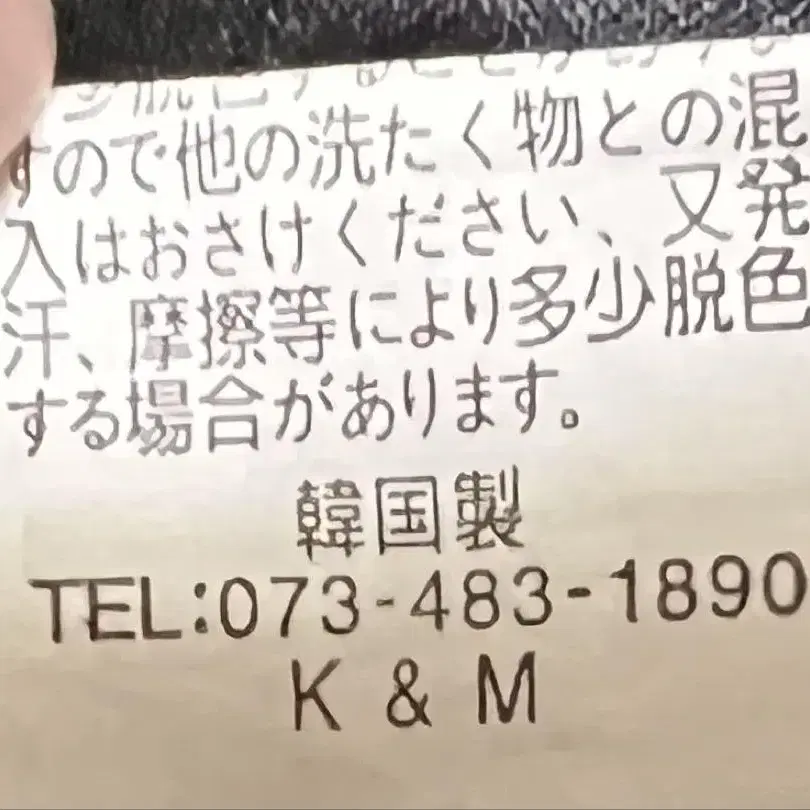 すので他の洗たく物との混
入はおさけください、又発
汗、摩擦等により多少脱色
する場合があります。
韓国製
TEL:073-483-1890
K & M